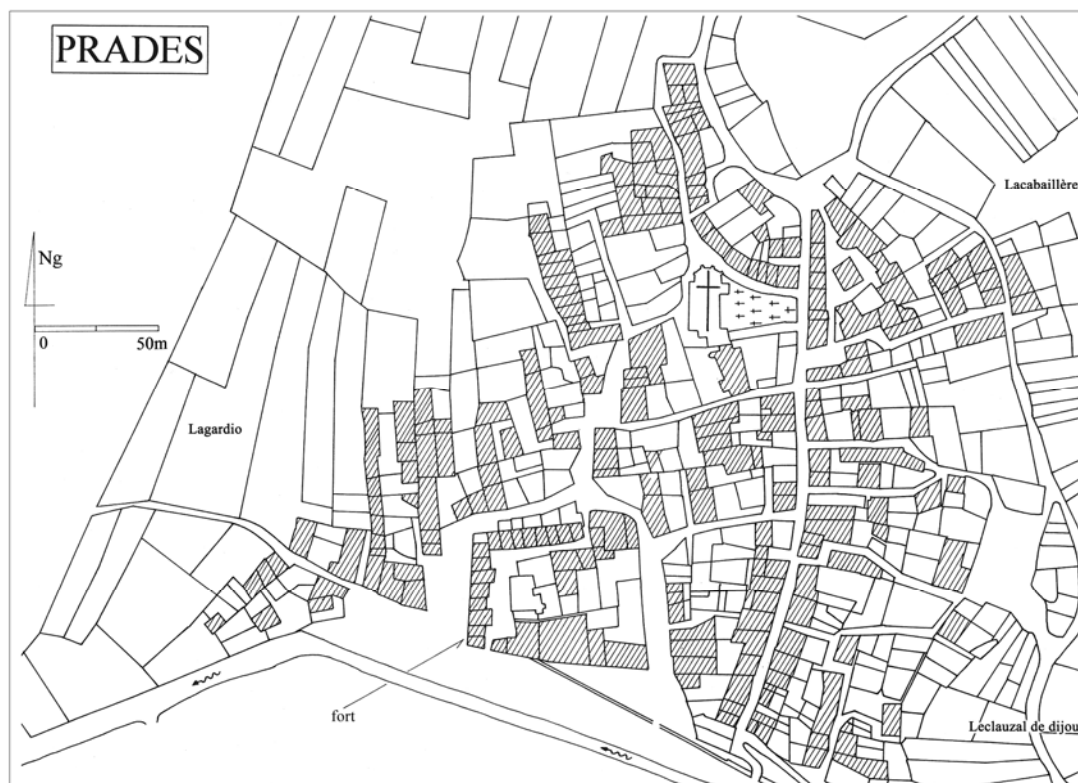 PRADES
Lacabaillère
Ng
0 50m
Lagardio
fort
Leclauzal de dijou